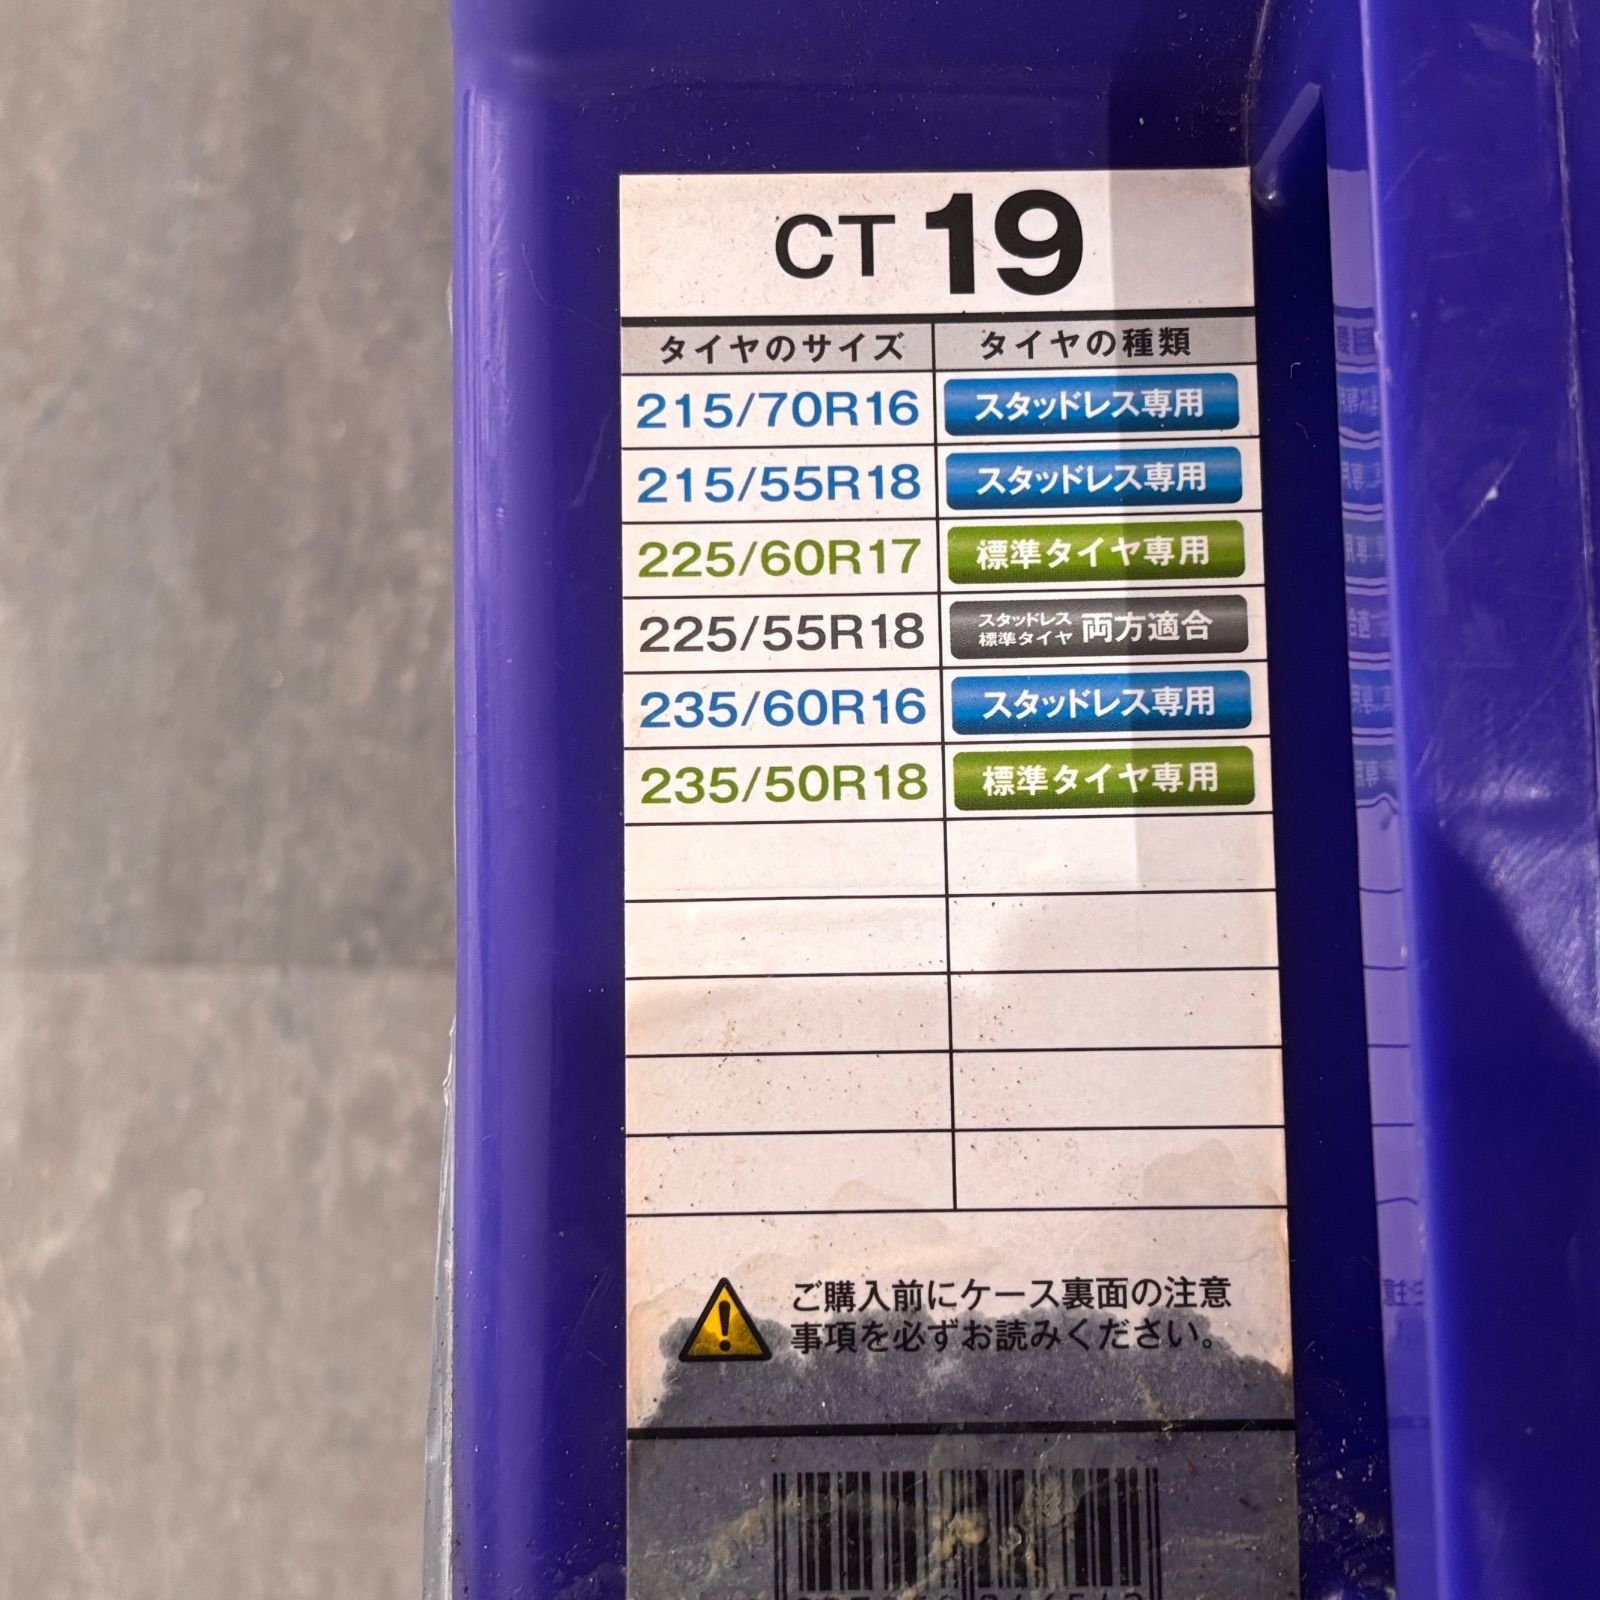 CT 19
タイヤのサイズ タイヤの種類
215/70R16 スタッドレス専用
215/55R18 スタッドレス専用
225/60R17 標準タイヤ専用
225/55R18 スタッドレス 標準タイヤ 両方適合
235/60R16 スタッドレス専用
235/50R18 標準タイヤ専用
ご購入前にケース裏面の注意
事項を必ずお読みください。